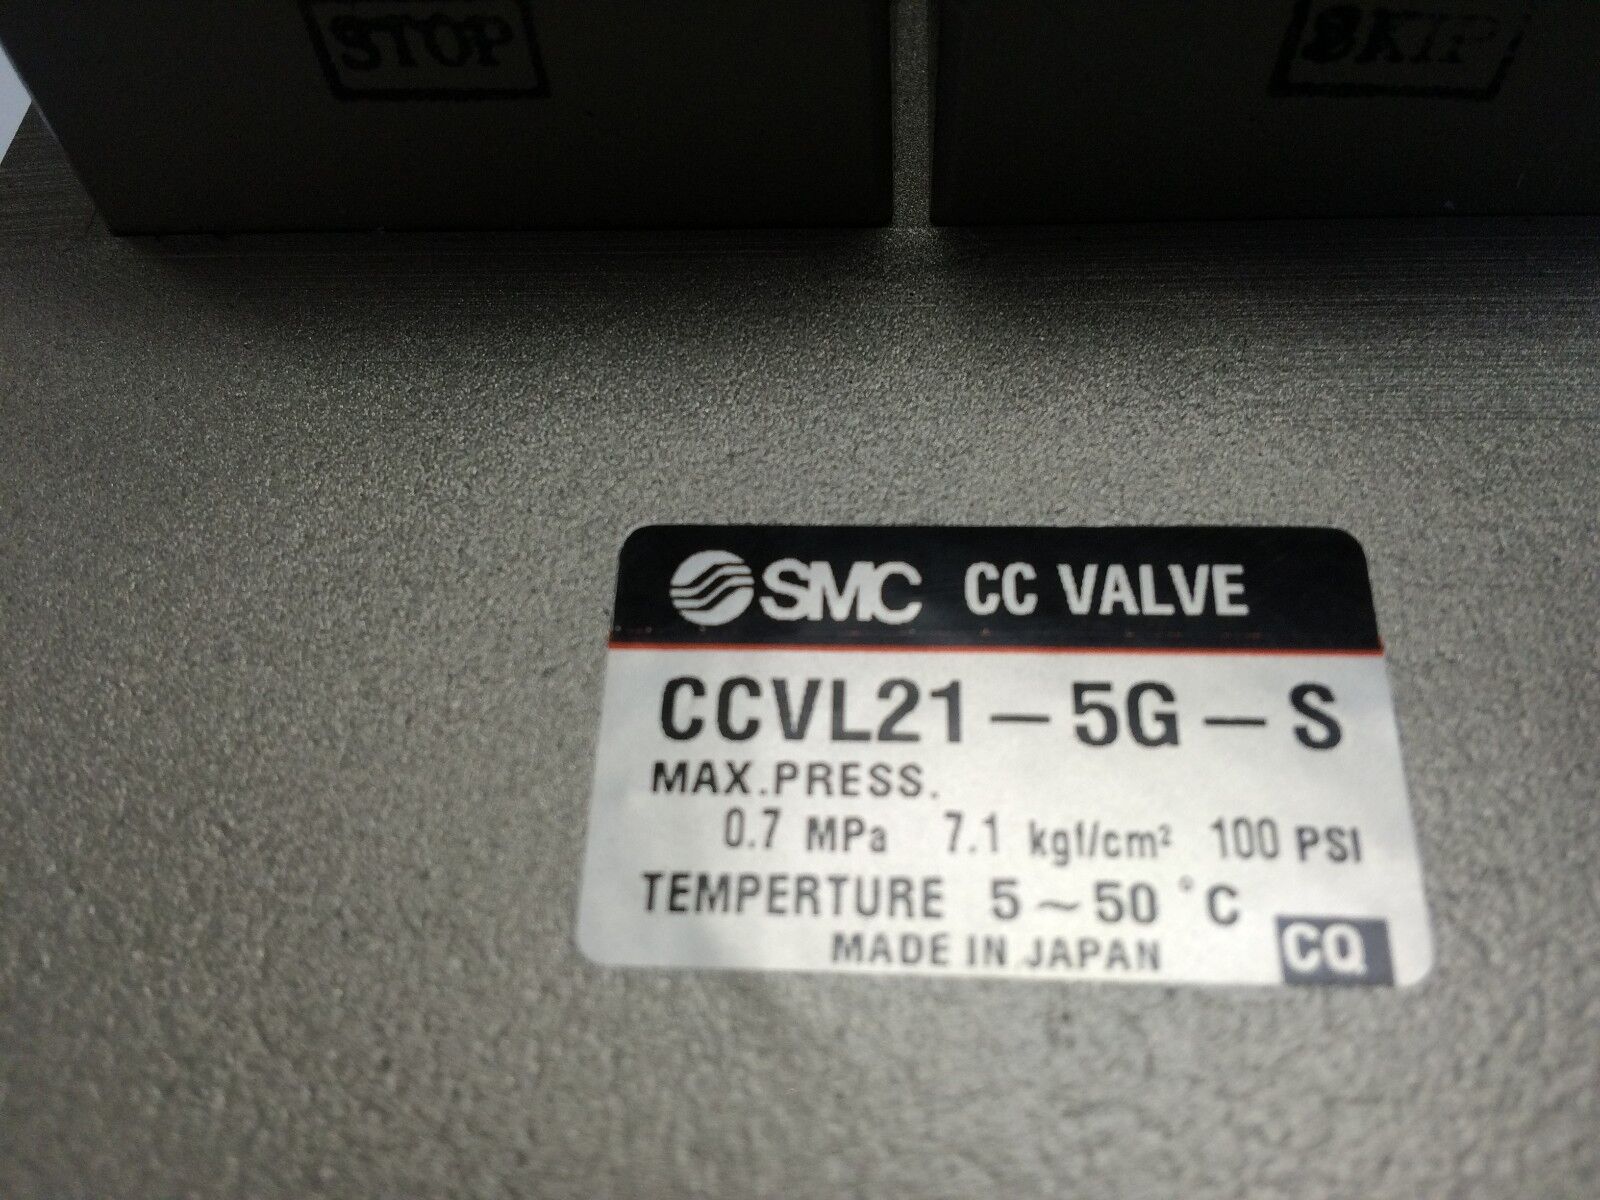 STOP
SKIP
SMC CC VALVE
CCVL21-5G-S
MAX.PRESS.
0.7 MPa 7.1 kgf/cm² 100 PSI
TEMPERTURE 5~50 °C
MADE IN JAPAN
CQ